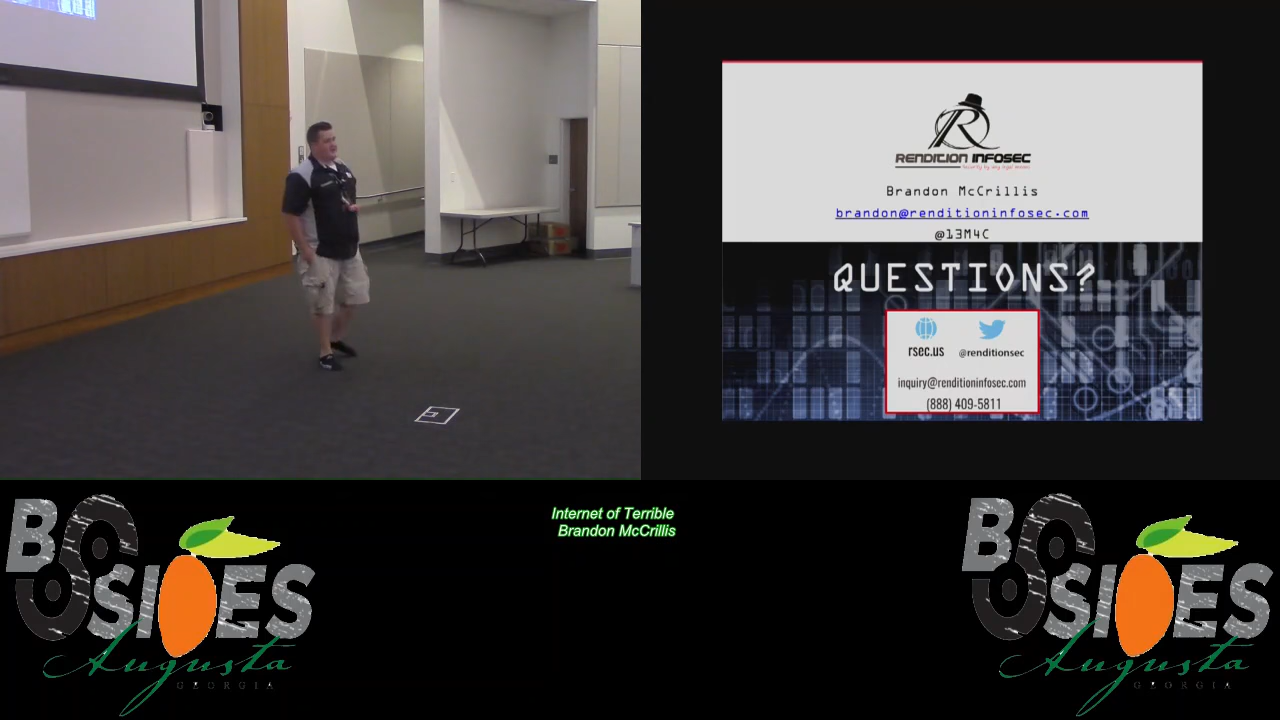 RENDITION INFOSEC
Brandon McCrillis
brandon@renditioninfosec.com
@13M4C
QUESTIONS?
rsec.us
@renditionsec
inquiry@renditioninfosec.com
(888) 409-5811
Internet of Terrible
Brandon McCrillis
BSIDES
Augusta
GEORGIA
BSIDES
Augusta
GEORGIA